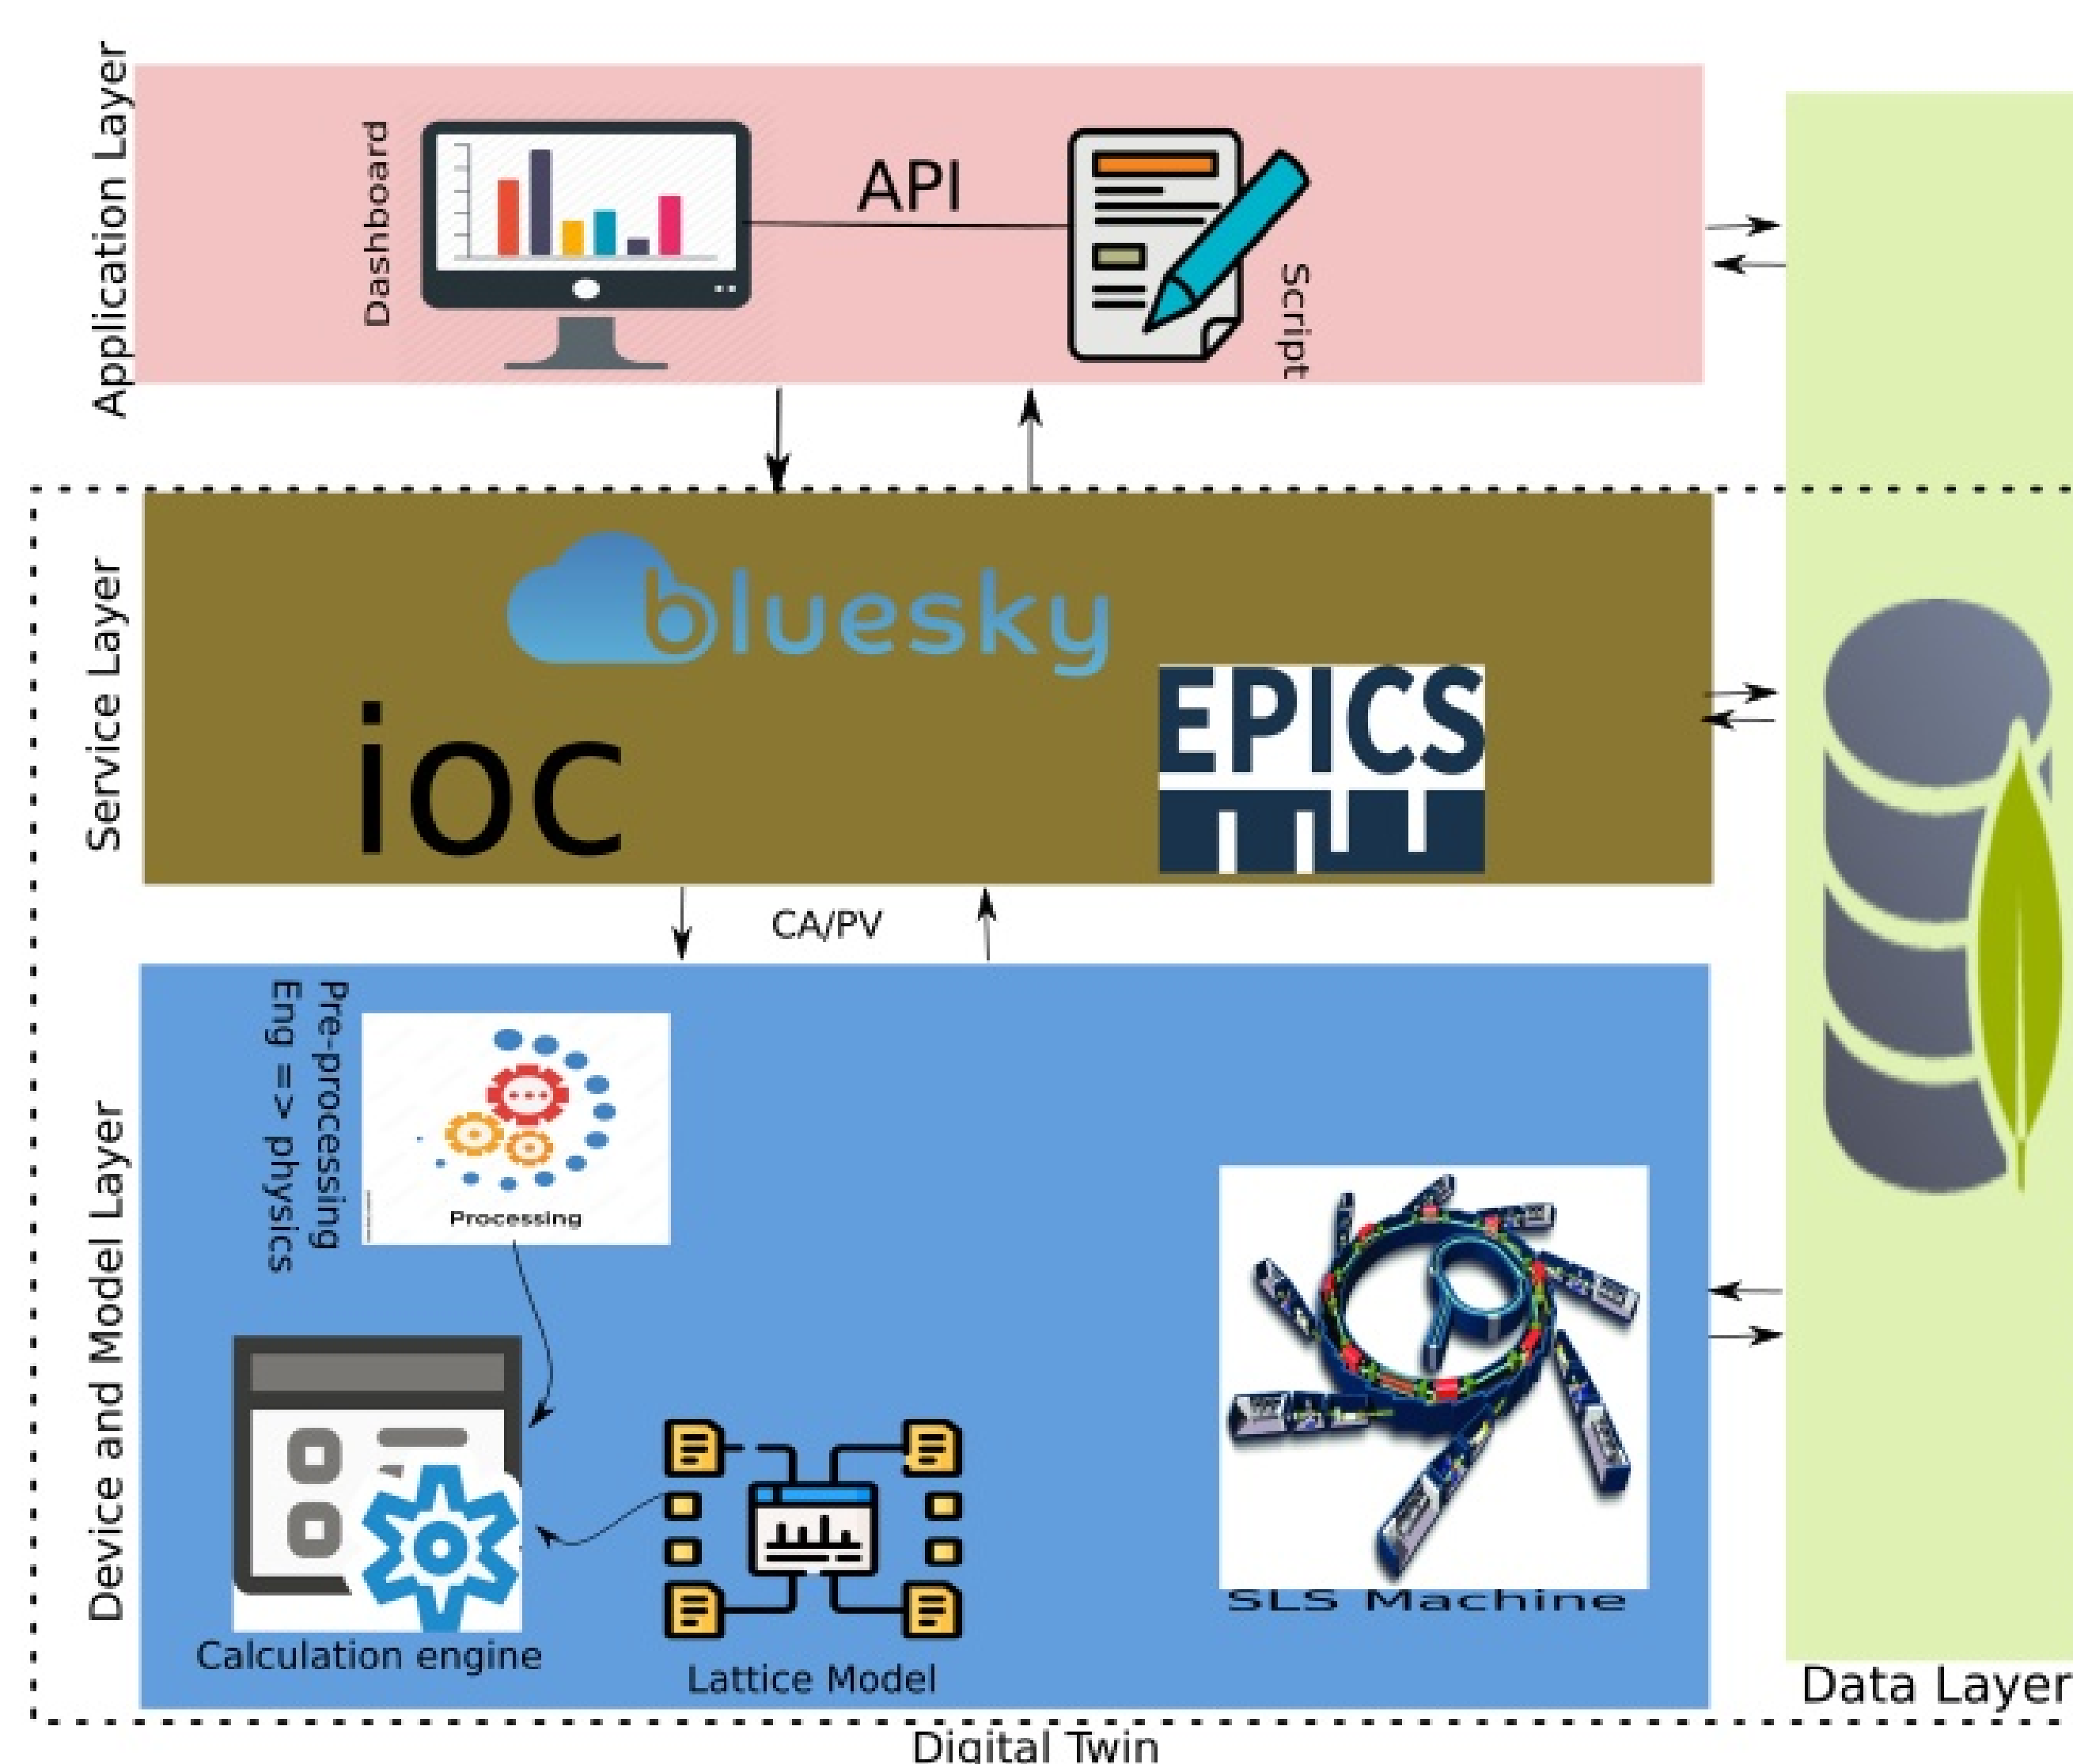 Application Layer
Dashboard
API
Script
Service Layer
bluesky
ioc
EPICS
CA/PV
Device and Model Layer
Pre-processing
Eng => physics
Processing
Calculation engine
Lattice Model
SLS Machine
Data Layer
Digital Twin